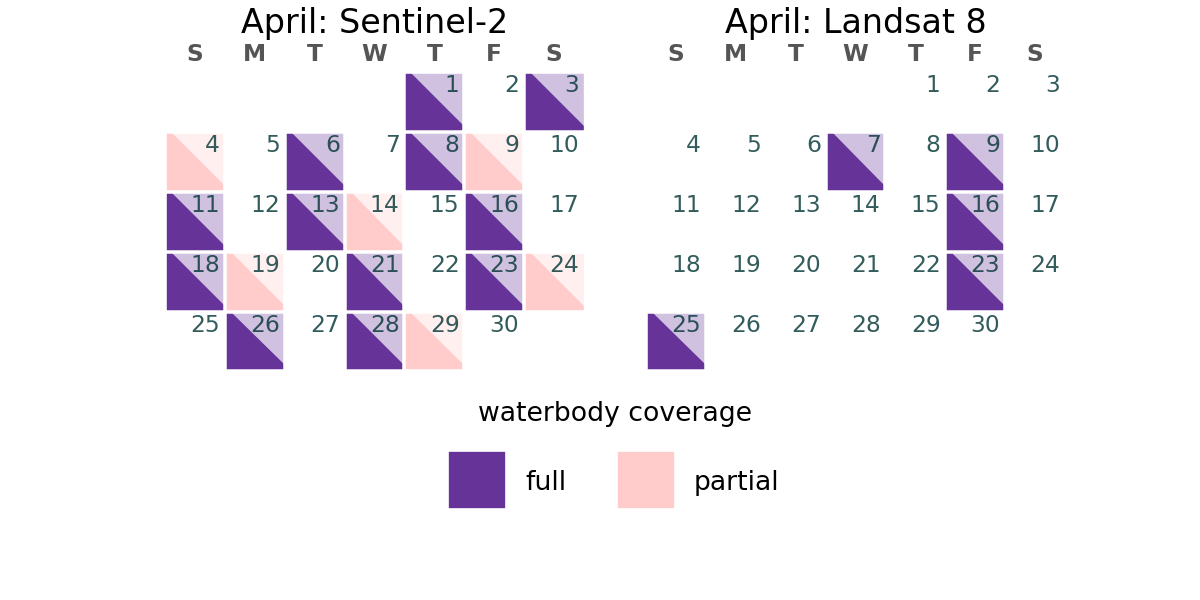 April: Sentinel-2
S M T W T F S
1 2 3
4 5 6 7 8 9 10
11 12 13 14 15 16 17
18 19 20 21 22 23 24
25 26 27 28 29 30
April: Landsat 8
S M T W T F S
1 2 3
4 5 6 7 8 9 10
11 12 13 14 15 16 17
18 19 20 21 22 23 24
25 26 27 28 29 30
waterbody coverage
full
partial